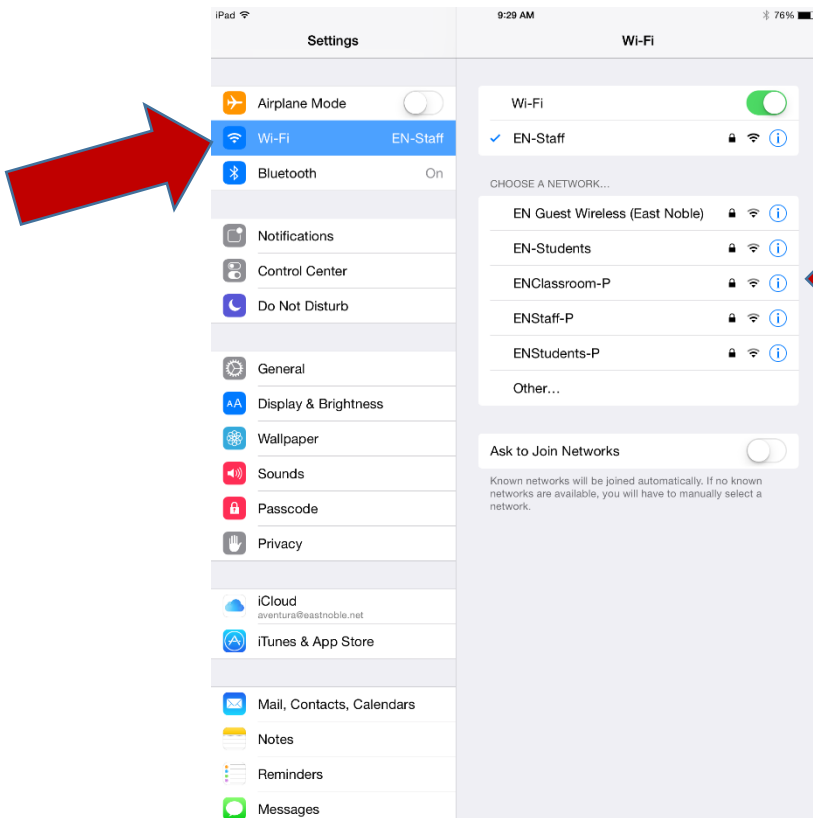 iPad 9:29 AM 76%
Settings
Wi-Fi
Airplane Mode
Wi-Fi EN-Staff
Bluetooth On
Notifications
Control Center
Do Not Disturb
General
AA Display & Brightness
Wallpaper
Sounds
Passcode
Privacy
iCloud
aventura@eastnoble.net
iTunes & App Store
Mail, Contacts, Calendars
Notes
Reminders
Messages
Wi-Fi
EN-Staff
CHOOSE A NETWORK...
EN Guest Wireless (East Noble)
EN-Students
ENClassroom-P
ENStaff-P
ENStudents-P
Other...
Ask to Join Networks
Known networks will be joined automatically. If no known
networks are available, you will have to manually select a
network.